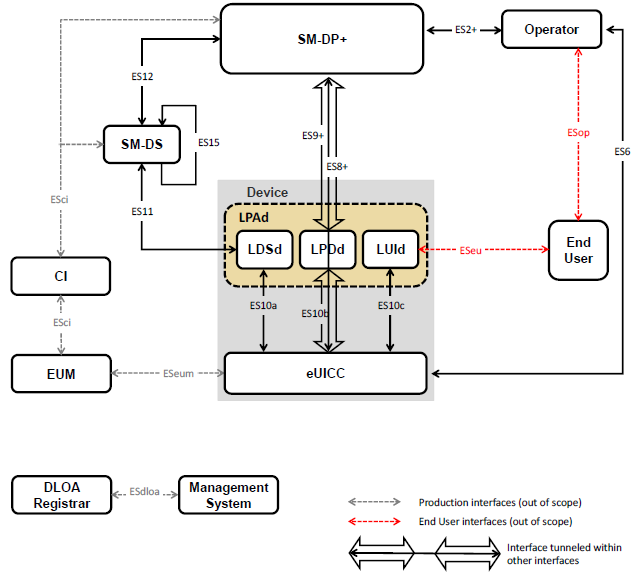 SM-DP+
ES2+
Operator
ES12
ES9+
ES8+
ESop
SM-DS
ES15
ES6
ESci
ES11
Device
LPAd
LDSd
LPDd
LUId
ESeu
End
User
CI
ES10a
ES10b
ES10c
ESci
EUM
ESeum
eUICC
DLOA
Registrar
ESdloa
Management
System
Production interfaces (out of scope)
End User interfaces (out of scope)
Interface tunneled within
other interfaces